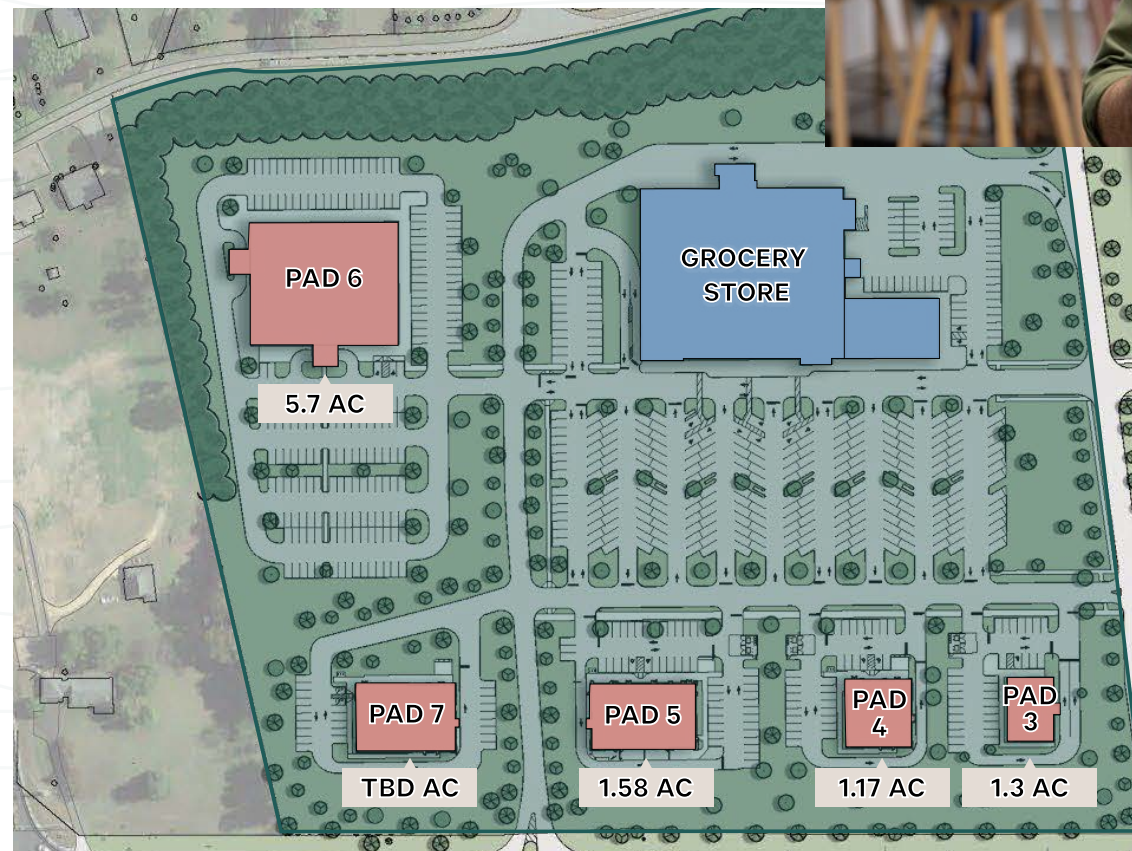 GROCERY
STORE
PAD 6
5.7 AC
PAD 7
TBD AC
PAD 5
1.58 AC
PAD
4
1.17 AC
PAD
3
1.3 AC